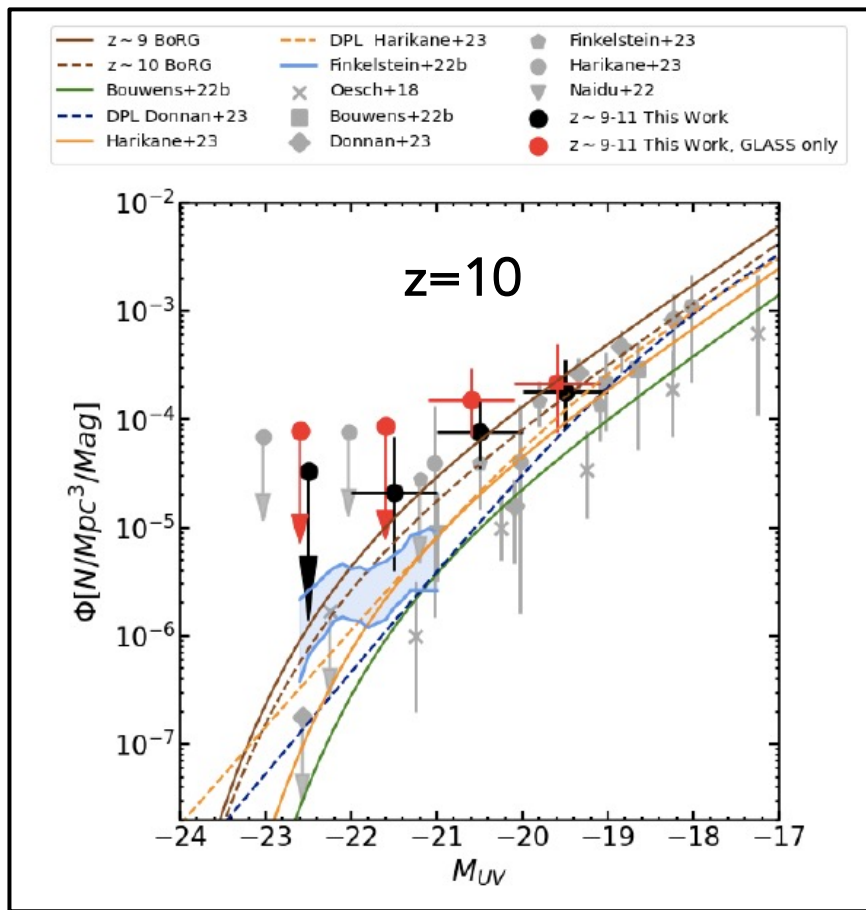 z ~ 9 BoRG
z ~ 10 BoRG
Bouwens+22b
DPL Donnan+23
Harikane+23
DPL Harikane+23
Finkelstein+22b
Oesch+18
Bouwens+22b
Donnan+23
Finkelstein+23
Harikane+23
Naidu+22
z ~ 9-11 This Work
z ~ 9-11 This Work, GLASS only
z=10
Φ[N/Mpc³/Mag]
10⁻²
10⁻³
10⁻⁴
10⁻⁵
10⁻⁶
10⁻⁷
−24 −23 −22 −21 −20 −19 −18 −17
M_UV